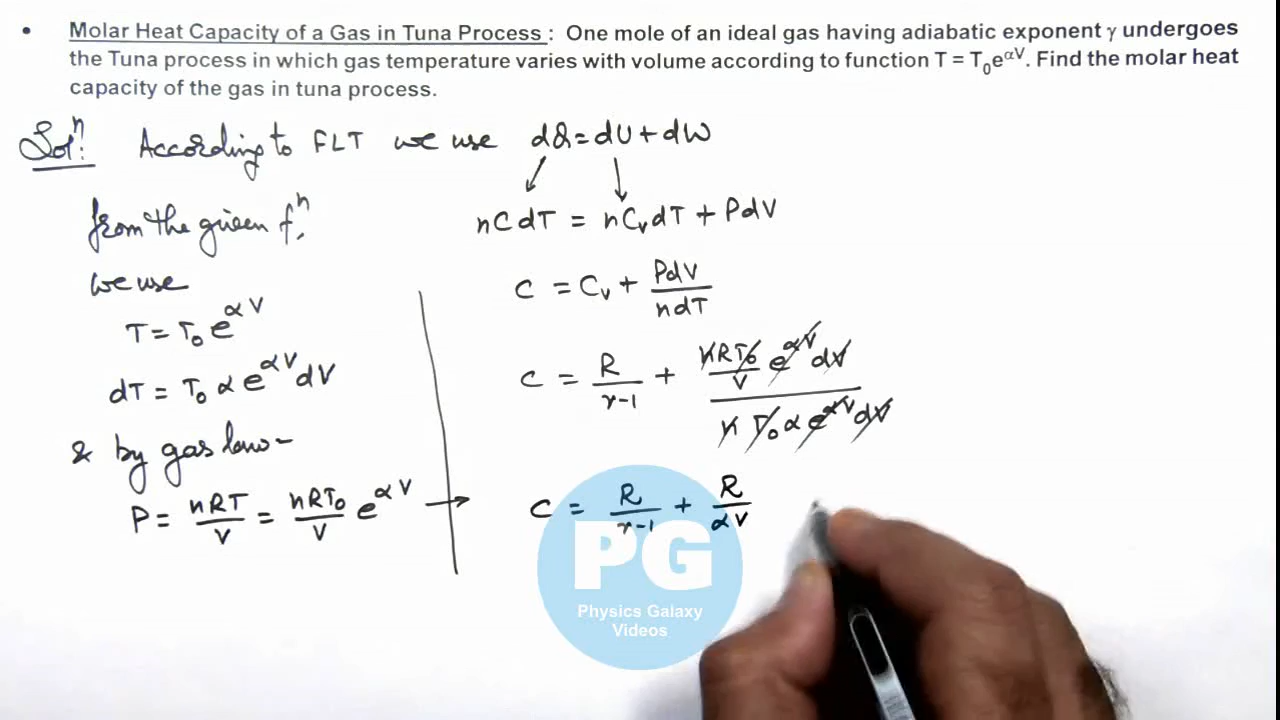 • Molar Heat Capacity of a Gas in Tuna Process : One mole of an ideal gas having adiabatic exponent γ undergoes
the Tuna process in which gas temperature varies with volume according to function T = T₀e^αV. Find the molar heat
capacity of the gas in tuna process.
Solⁿ: According to FLT we use dQ = dU + dW
from the given fⁿ,
we use
T = T₀ e^αV
dT = T₀ α e^αV dV
& by gas law –
P = nRT/V = nRT₀/V e^αV →
nCdT = nCᵥdT + PdV
C = Cᵥ + PdV/ndT
C = R/γ-1 + nRT₀/V e^αV dV / n T₀ α e^αV dV
C = R/γ-1 + R/αV
PG
Physics Galaxy
Videos